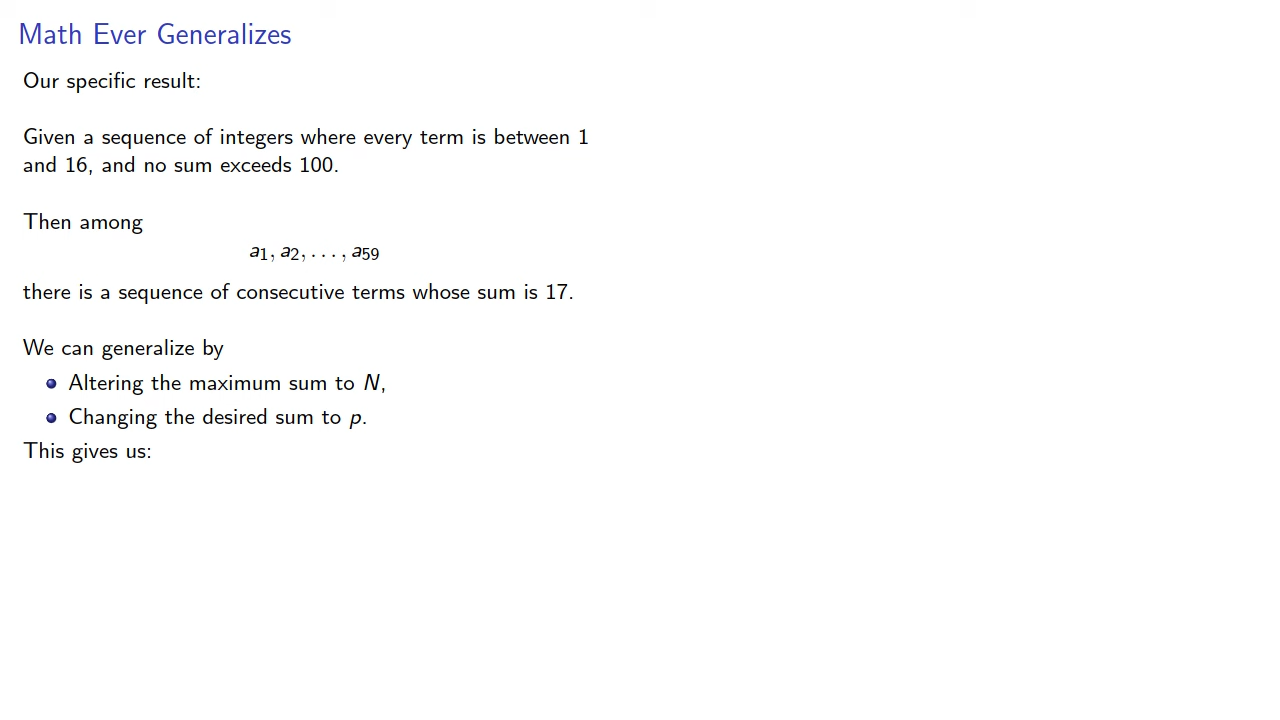 Math Ever Generalizes
Our specific result:
Given a sequence of integers where every term is between 1
and 16, and no sum exceeds 100.
Then among
a₁, a₂, . . . , a₅₉
there is a sequence of consecutive terms whose sum is 17.
We can generalize by
Altering the maximum sum to N,
Changing the desired sum to p.
This gives us: